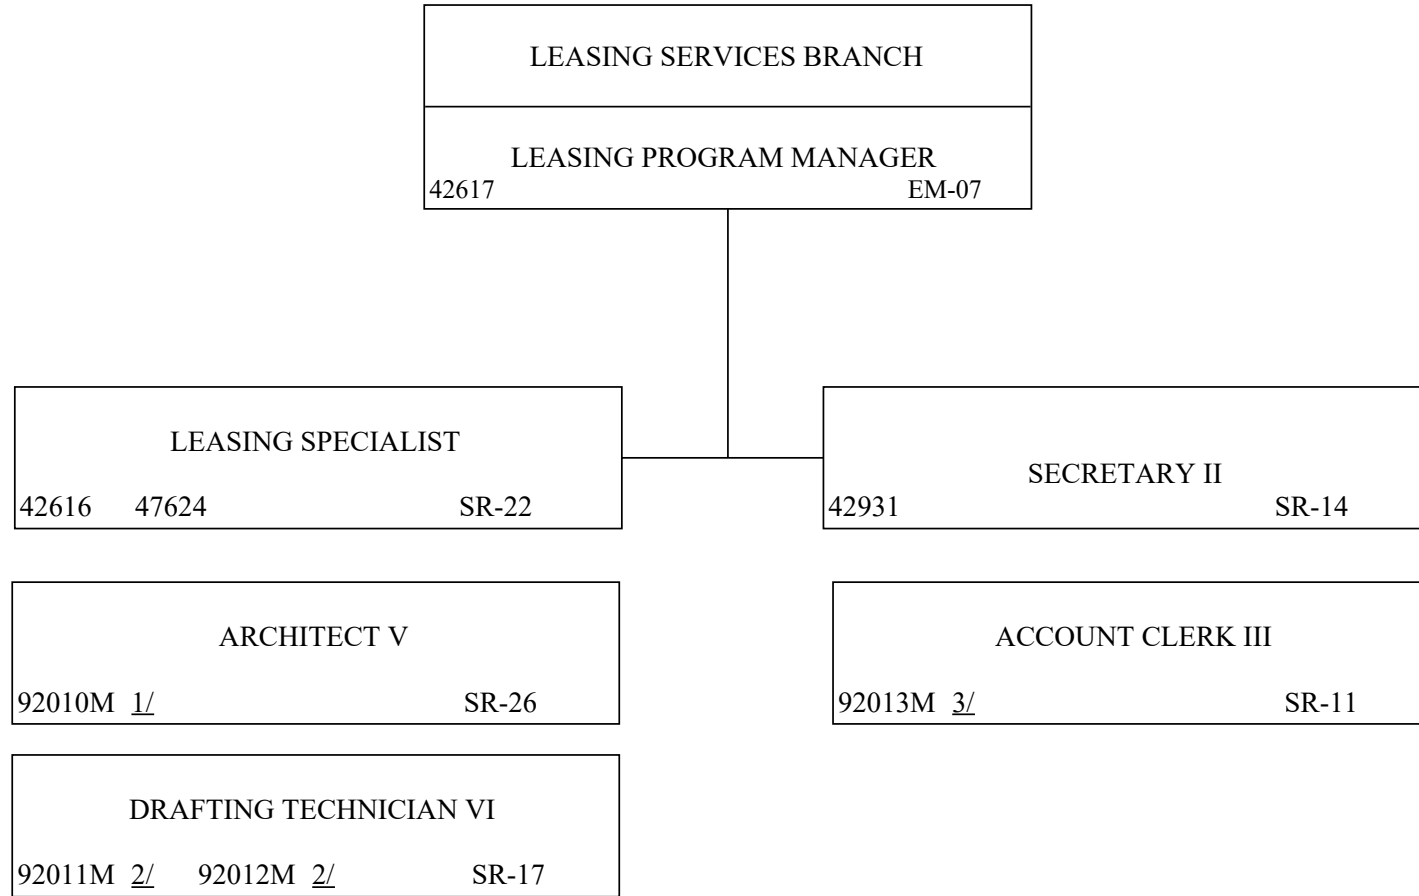 LEASING SERVICES BRANCH
LEASING PROGRAM MANAGER
42617 EM-07
LEASING SPECIALIST
42616 47624 SR-22
SECRETARY II
42931 SR-14
ARCHITECT V
92010M 1/ SR-26
ACCOUNT CLERK III
92013M 3/ SR-11
DRAFTING TECHNICIAN VI
92011M 2/ 92012M 2/ SR-17